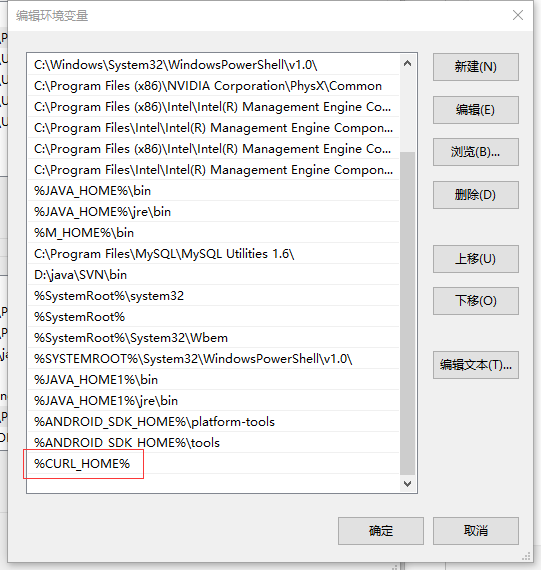 编辑环境变量
C:\Windows\System32\WindowsPowerShell\v1.0\
C:\Program Files (x86)\NVIDIA Corporation\PhysX\Common
C:\Program Files (x86)\Intel\Intel(R) Management Engine Co...
C:\Program Files\Intel\Intel(R) Management Engine Compon...
C:\Program Files (x86)\Intel\Intel(R) Management Engine Co...
C:\Program Files\Intel\Intel(R) Management Engine Compon...
%JAVA_HOME%\bin
%JAVA_HOME%\jre\bin
%M_HOME%\bin
C:\Program Files\MySQL\MySQL Utilities 1.6\
D:\java\SVN\bin
%SystemRoot%\system32
%SystemRoot%
%SystemRoot%\System32\Wbem
%SYSTEMROOT%\System32\WindowsPowerShell\v1.0\
%JAVA_HOME1%\bin
%JAVA_HOME1%\jre\bin
%ANDROID_SDK_HOME%\platform-tools
%ANDROID_SDK_HOME%\tools
%CURL_HOME%
新建(N)
编辑(E)
浏览(B)...
删除(D)
上移(U)
下移(O)
编辑文本(T)...
确定
取消